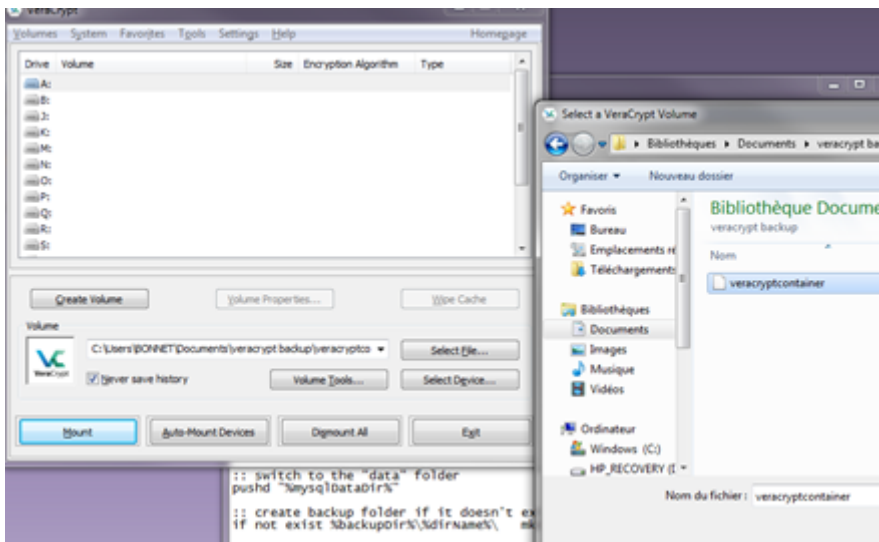 VeraCrypt
Volumes System Favorites Tools Settings Help Homepage
Drive Volume Size Encryption Algorithm Type
A:
B:
J:
K:
M:
N:
O:
P:
Q:
R:
S:
Create Volume Volume Properties... Wipe Cache
Volume
VeraCrypt
C:\Users\BONNET\Documents\veracrypt backup\veracryptco
Select File...
Never save history
Volume Tools...
Select Device...
Mount Auto-Mount Devices Dismount All Exit
:: switch to the "data" folder
pushd "%mysqlDataDir%"
:: create backup folder if it doesn't ex
if not exist %backupDir%\%dirName%\ mk
Select a VeraCrypt Volume
Bibliothèques Documents veracrypt ba
Organiser Nouveau dossier
Favoris
Bureau
Emplacements ré
Téléchargements
Bibliothèques
Documents
Images
Musique
Vidéos
Ordinateur
Windows (C:)
HP_RECOVERY (D
Bibliothèque Docume
veracrypt backup
Nom
veracryptcontainer
Nom du fichier : veracryptcontainer